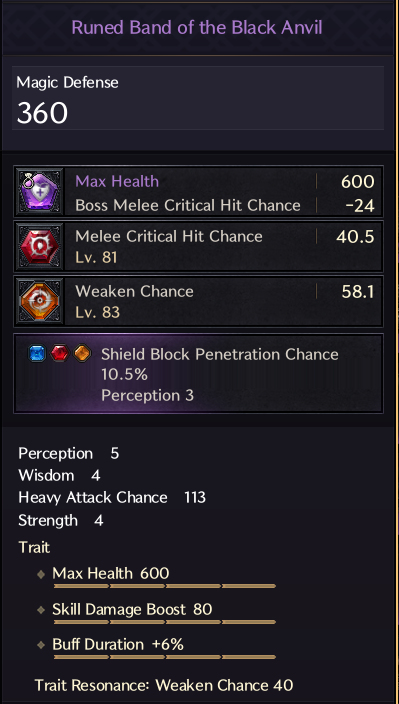 Runed Band of the Black Anvil
Magic Defense
360
Max Health 600
Boss Melee Critical Hit Chance -24
Melee Critical Hit Chance 40.5
Lv. 81
Weaken Chance 58.1
Lv. 83
Shield Block Penetration Chance
10.5%
Perception 3
Perception 5
Wisdom 4
Heavy Attack Chance 113
Strength 4
Trait
Max Health 600
Skill Damage Boost 80
Buff Duration +6%
Trait Resonance: Weaken Chance 40